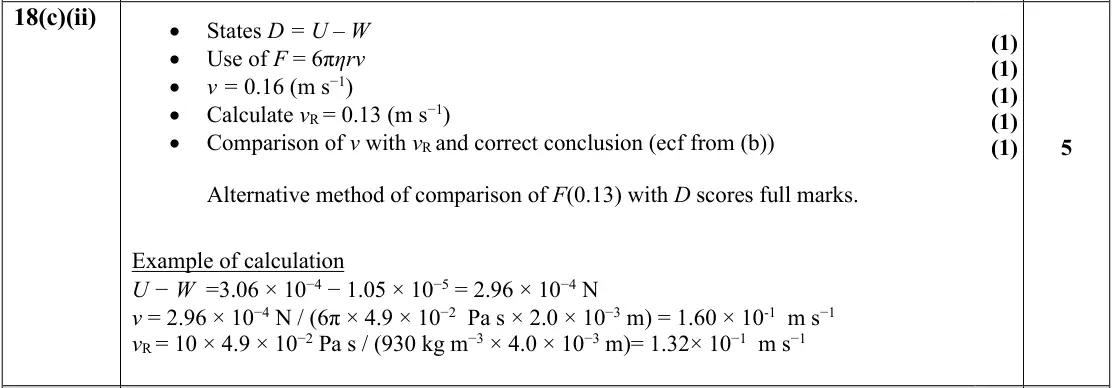 18(c)(ii)
• States D = U – W (1)
• Use of F = 6πηrv (1)
• v = 0.16 (m s⁻¹) (1)
• Calculate vR = 0.13 (m s⁻¹) (1)
• Comparison of v with vR and correct conclusion (ecf from (b)) (1) 5
Alternative method of comparison of F(0.13) with D scores full marks.
Example of calculation
U − W =3.06 × 10⁻⁴ − 1.05 × 10⁻⁵ = 2.96 × 10⁻⁴ N
v = 2.96 × 10⁻⁴ N / (6π × 4.9 × 10⁻² Pa s × 2.0 × 10⁻³ m) = 1.60 × 10⁻¹ m s⁻¹
vR = 10 × 4.9 × 10⁻² Pa s / (930 kg m⁻³ × 4.0 × 10⁻³ m)= 1.32× 10⁻¹ m s⁻¹